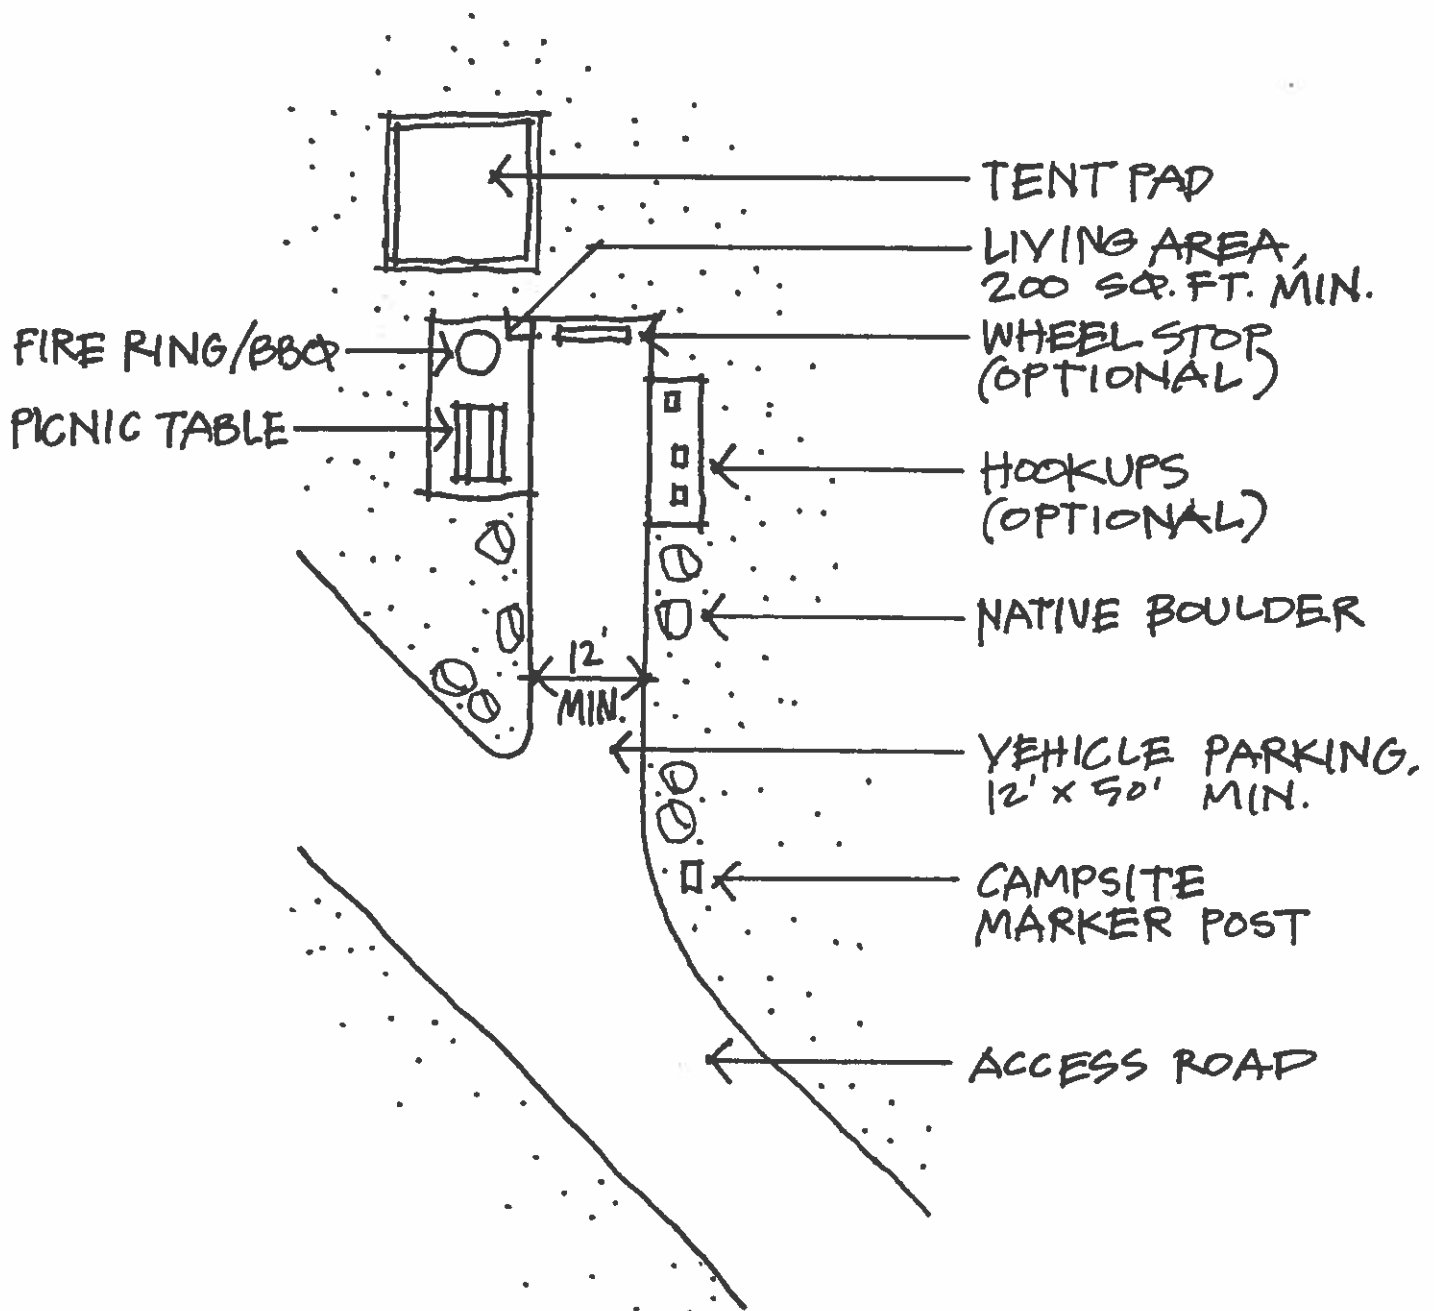 TENT PAD
LIVING AREA,
200 SQ. FT. MIN.
FIRE RING/BBQ
WHEEL STOP
(OPTIONAL)
PICNIC TABLE
HOOKUPS
(OPTIONAL)
NATIVE BOULDER
12'
MIN.
VEHICLE PARKING,
12' x 50' MIN.
CAMPSITE
MARKER POST
ACCESS ROAD